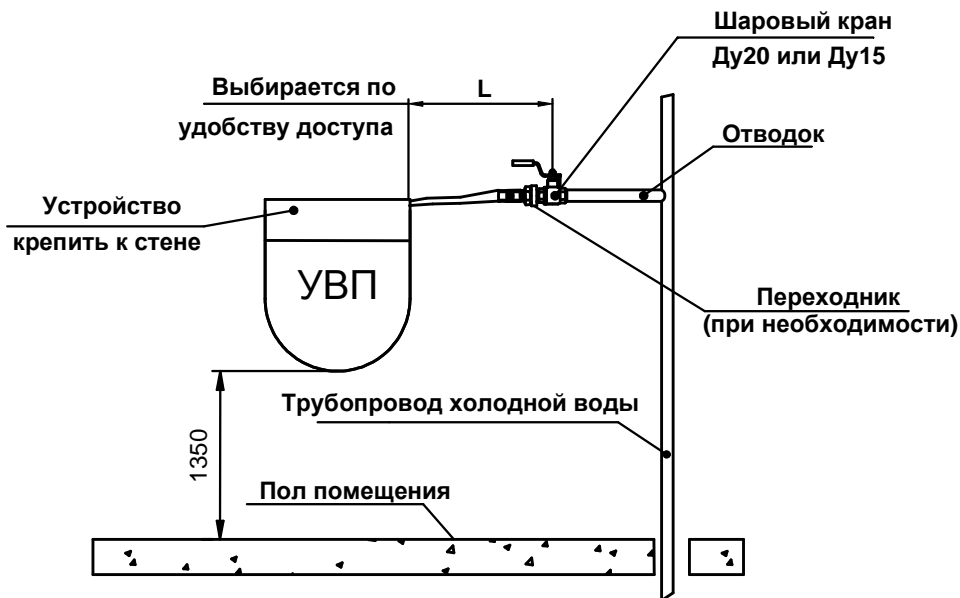 Шаровый кран
Ду20 или Ду15
Выбирается по
удобству доступа
L
Отводок
Устройство
крепить к стене
УВП
Переходник
(при необходимости)
Трубопровод холодной воды
1350
Пол помещения